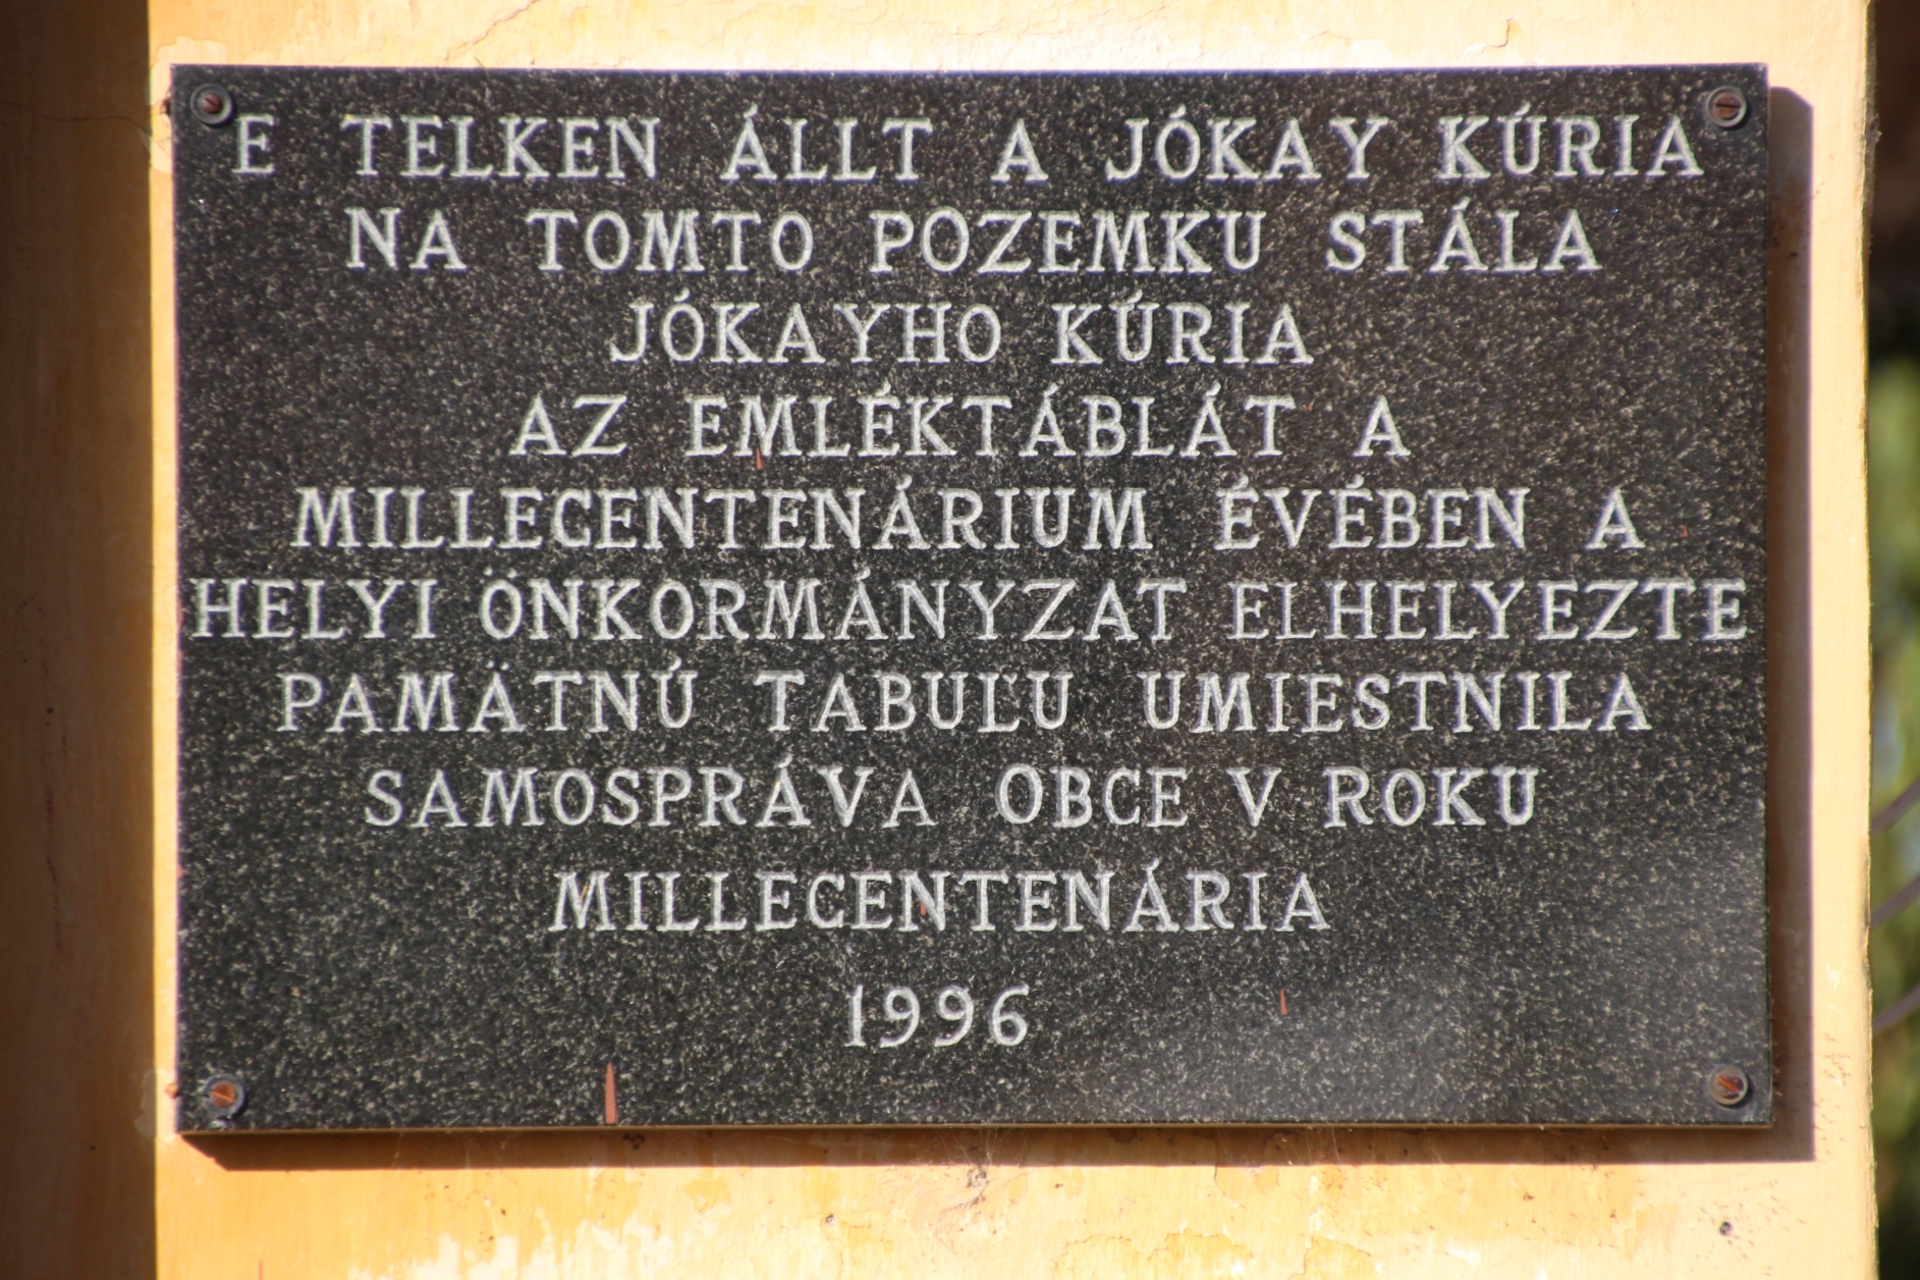 E TELKEN ÁLLT A JÓKAY KÚRIA
NA TOMTO POZEMKU STÁLA
JÓKAYHO KÚRIA
AZ EMLÉKTÁBLÁT A
MILLECENTENÁRIUM ÉVÉBEN A
HELYI ÖNKORMÁNYZAT ELHELYEZTE
PAMÄTNÚ TABUĽU UMIESTNILA
SAMOSPRÁVA OBCE V ROKU
MILLECENTENÁRIA
1996